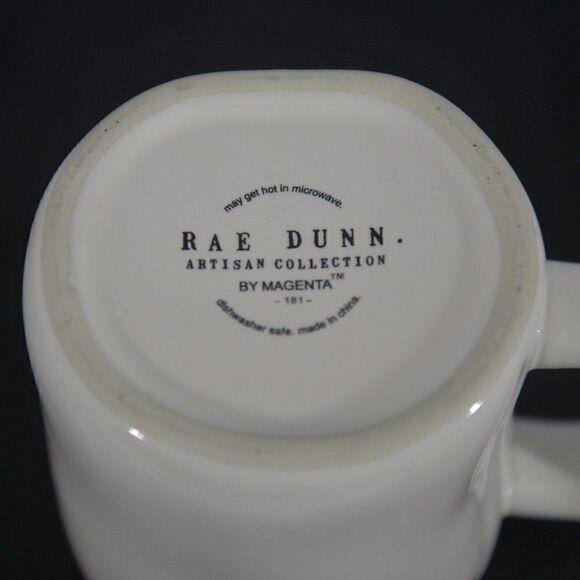 may get hot in microwave.
RAE DUNN.
ARTISAN COLLECTION
BY MAGENTA™
- 181 -
dishwasher safe. made in china.